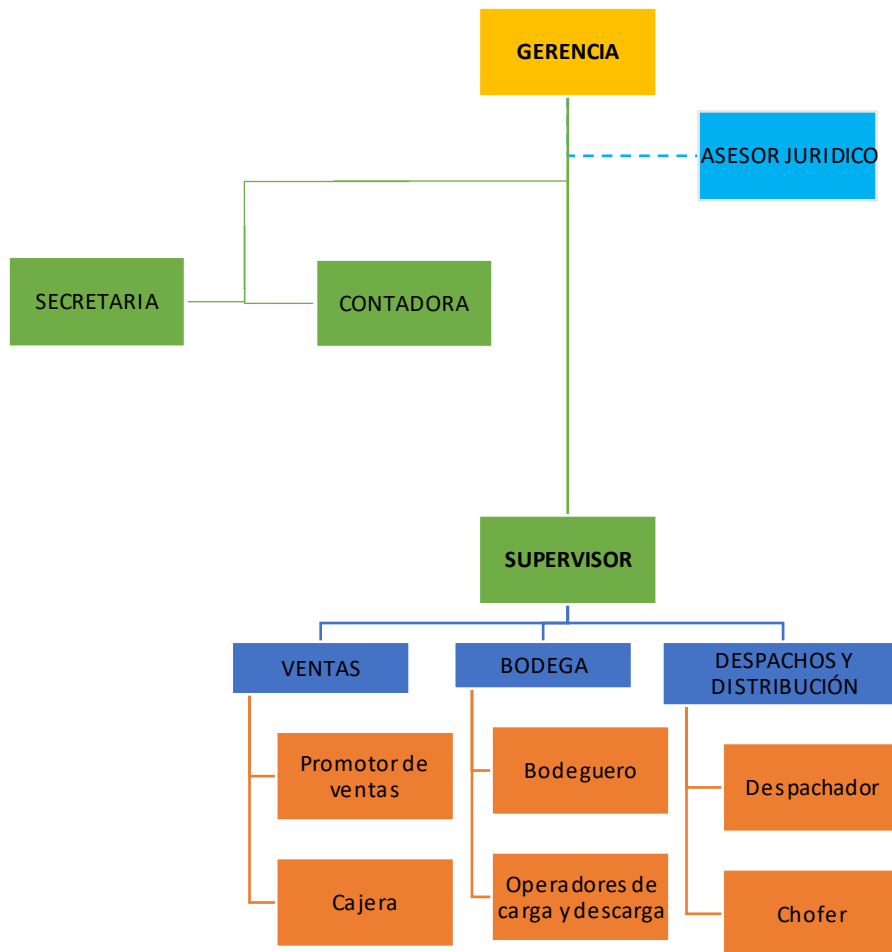 GERENCIA
ASESOR JURIDICO
SECRETARIA
CONTADORA
SUPERVISOR
VENTAS
BODEGA
DESPACHOS Y
DISTRIBUCIÓN
Promotor de
ventas
Bodeguero
Despachador
Cajera
Operadores de
carga y descarga
Chofer